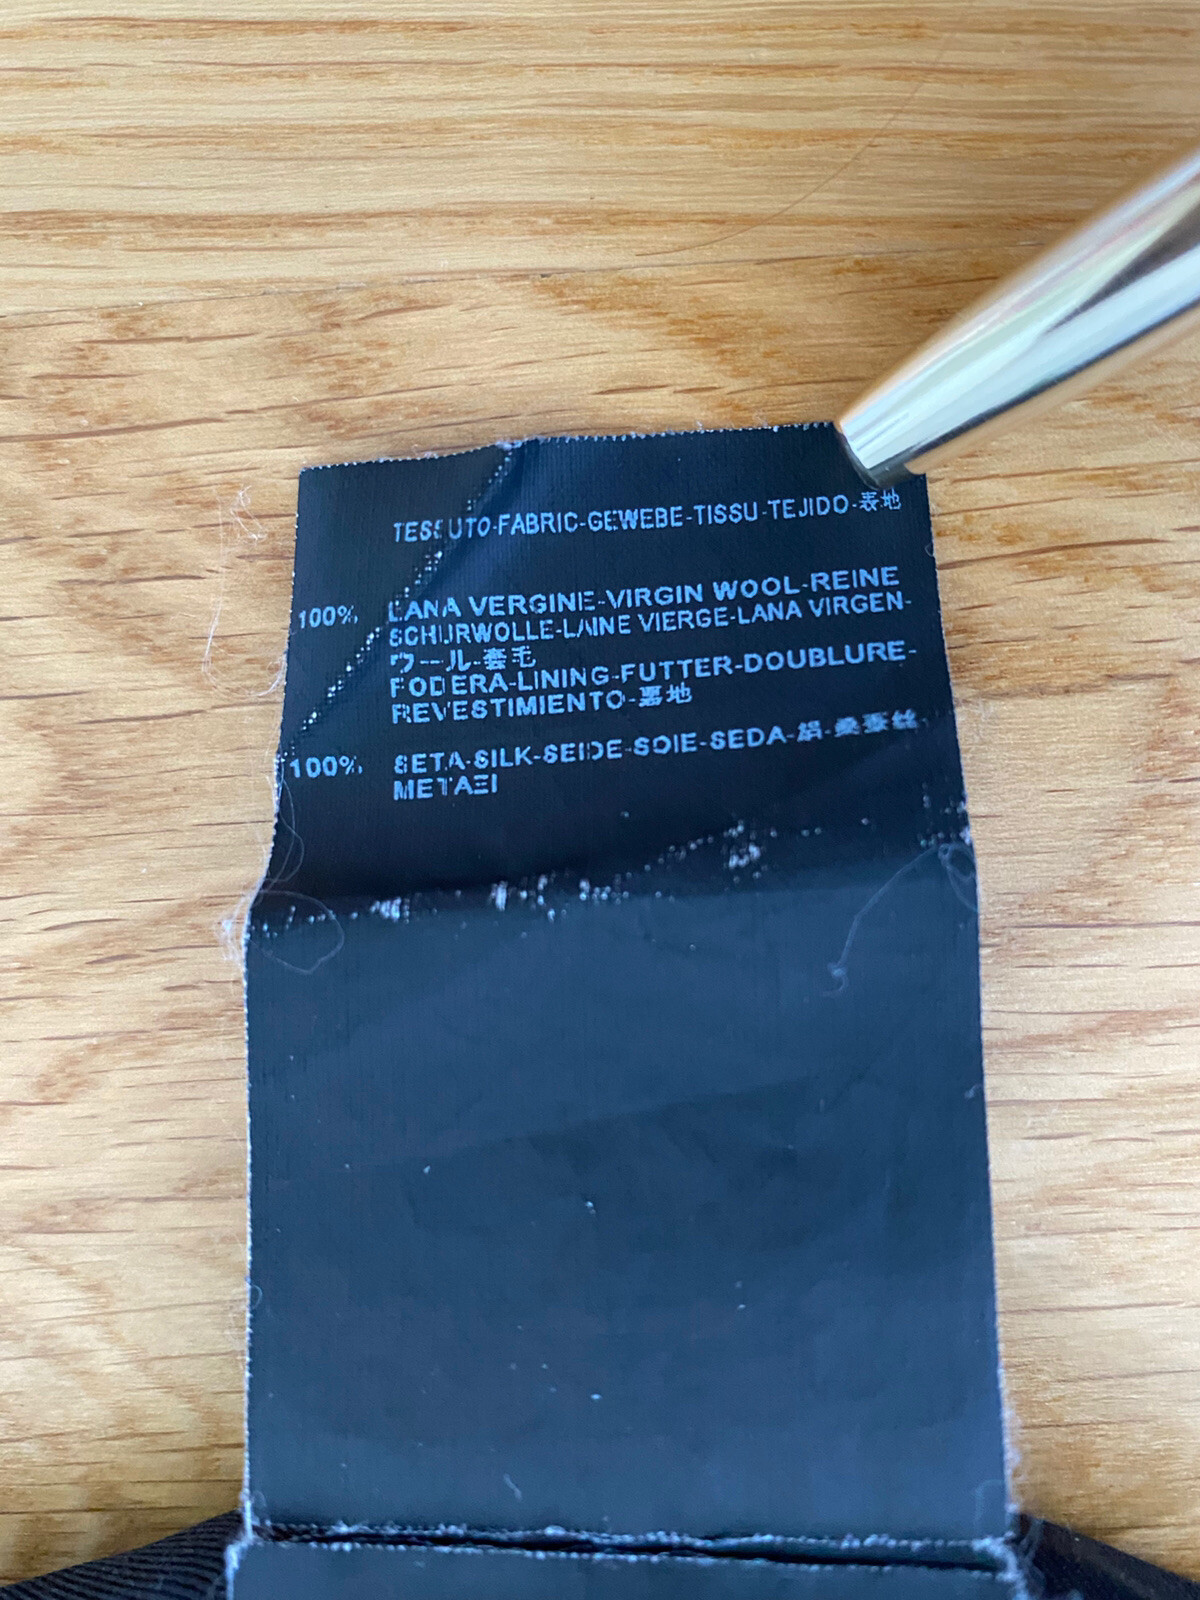 TESSUTO-FABRIC-GEWEBE-TISSU-TEJIDO-表地
100% LANA VERGINE-VIRGIN WOOL-REINE
SCHURWOLLE-LAINE VIERGE-LANA VIRGEN-
ウール-套毛
FODERA-LINING-FUTTER-DOUBLURE-
REVESTIMIENTO-裏地
100% SETA-SILK-SEIDE-SOIE-SEDA-絹-桑蚕丝
ΜΕΤΑΞΙ